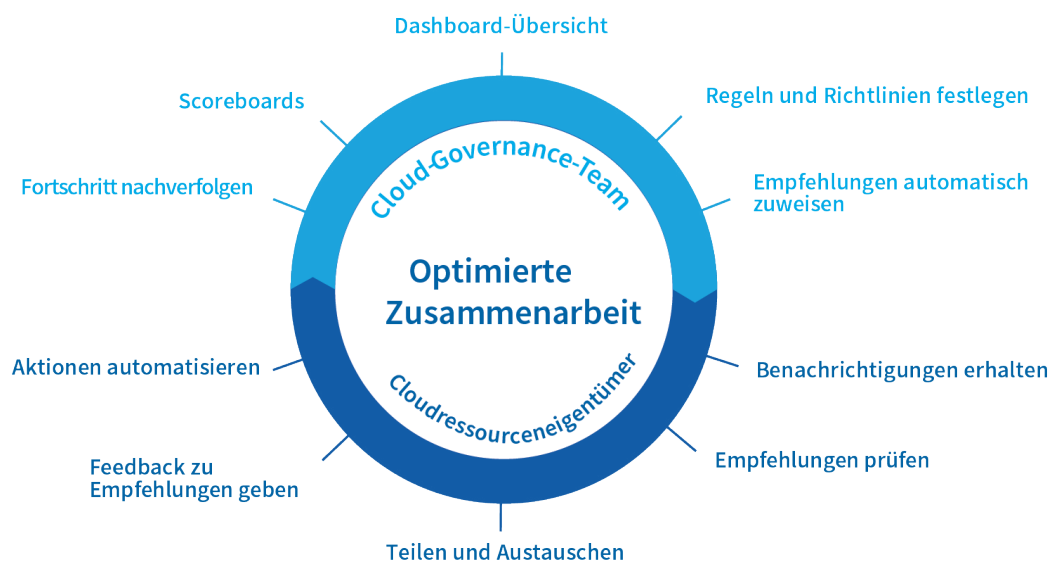 Dashboard-Übersicht
Scoreboards
Regeln und Richtlinien festlegen
Fortschritt nachverfolgen
Empfehlungen automatisch
zuweisen
Cloud-Governance-Team
Optimierte
Zusammenarbeit
Cloudressourceneigentümer
Aktionen automatisieren
Benachrichtigungen erhalten
Feedback zu
Empfehlungen geben
Empfehlungen prüfen
Teilen und Austauschen